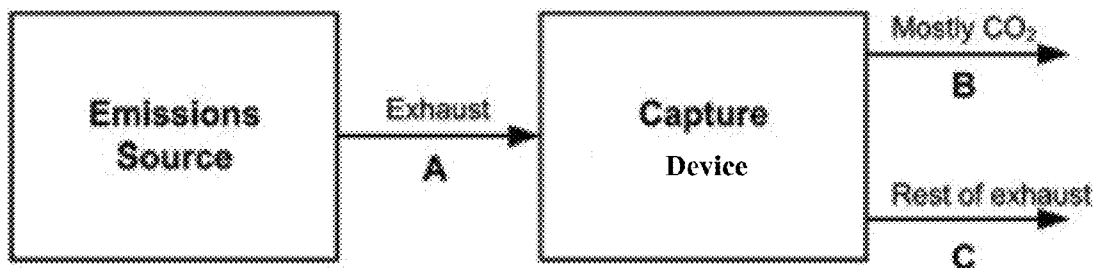 Emissions
Source
Exhaust
A
Capture
Device
Mostly CO₂
B
Rest of exhaust
C